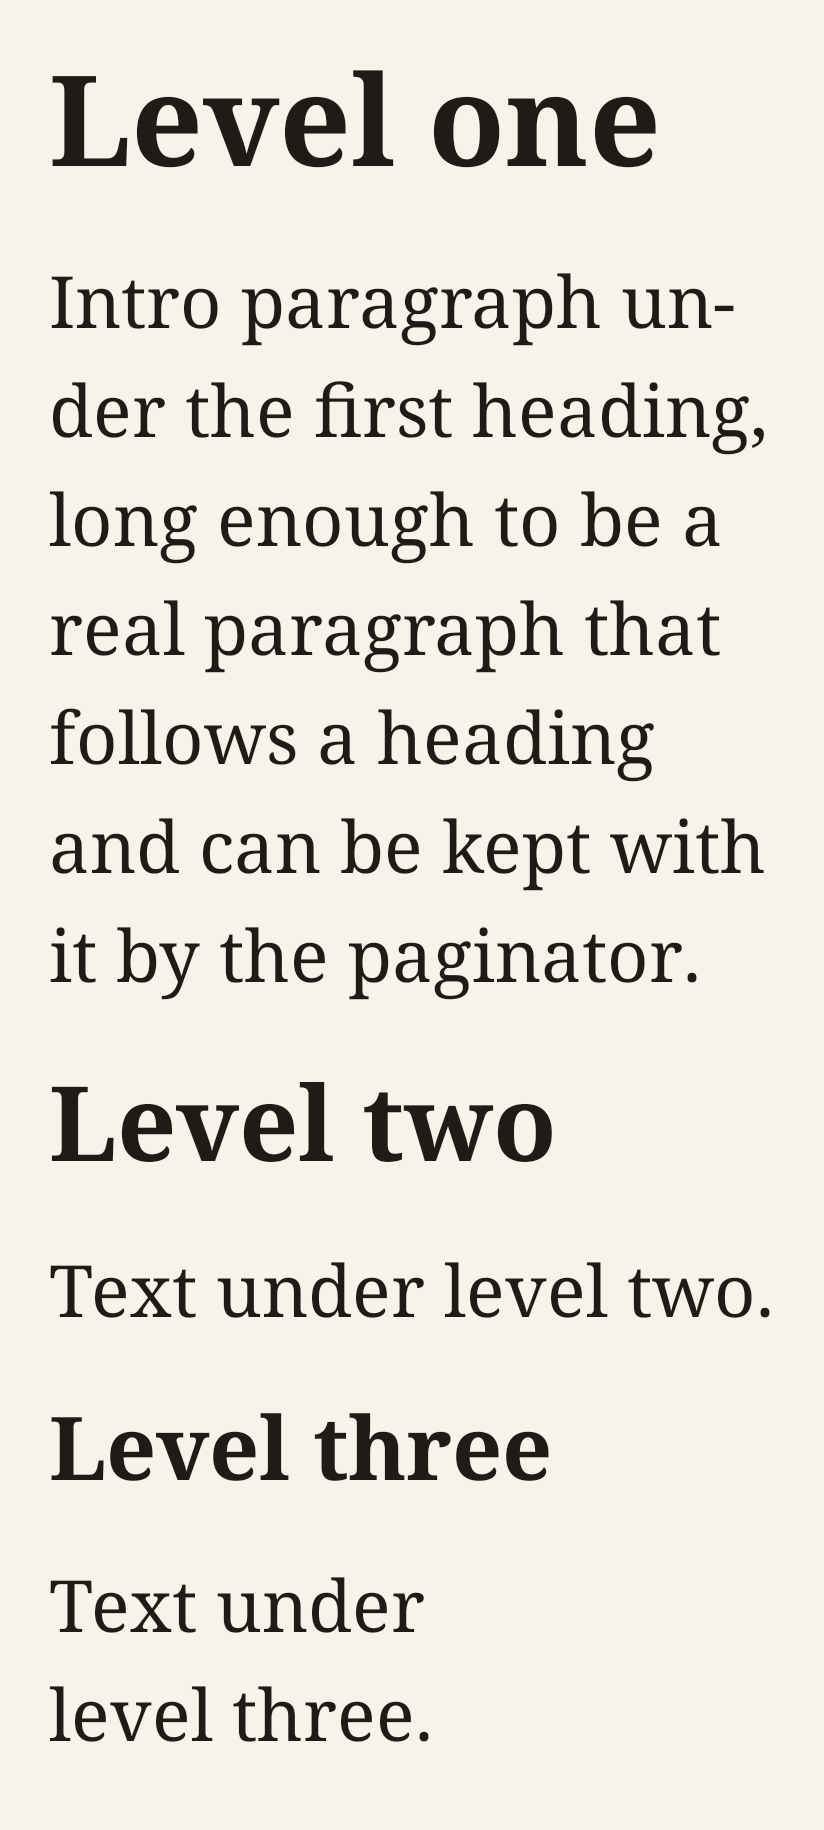 Level one
Intro paragraph un-
der the first heading,
long enough to be a
real paragraph that
follows a heading
and can be kept with
it by the paginator.
Level two
Text under level two.
Level three
Text under
level three.